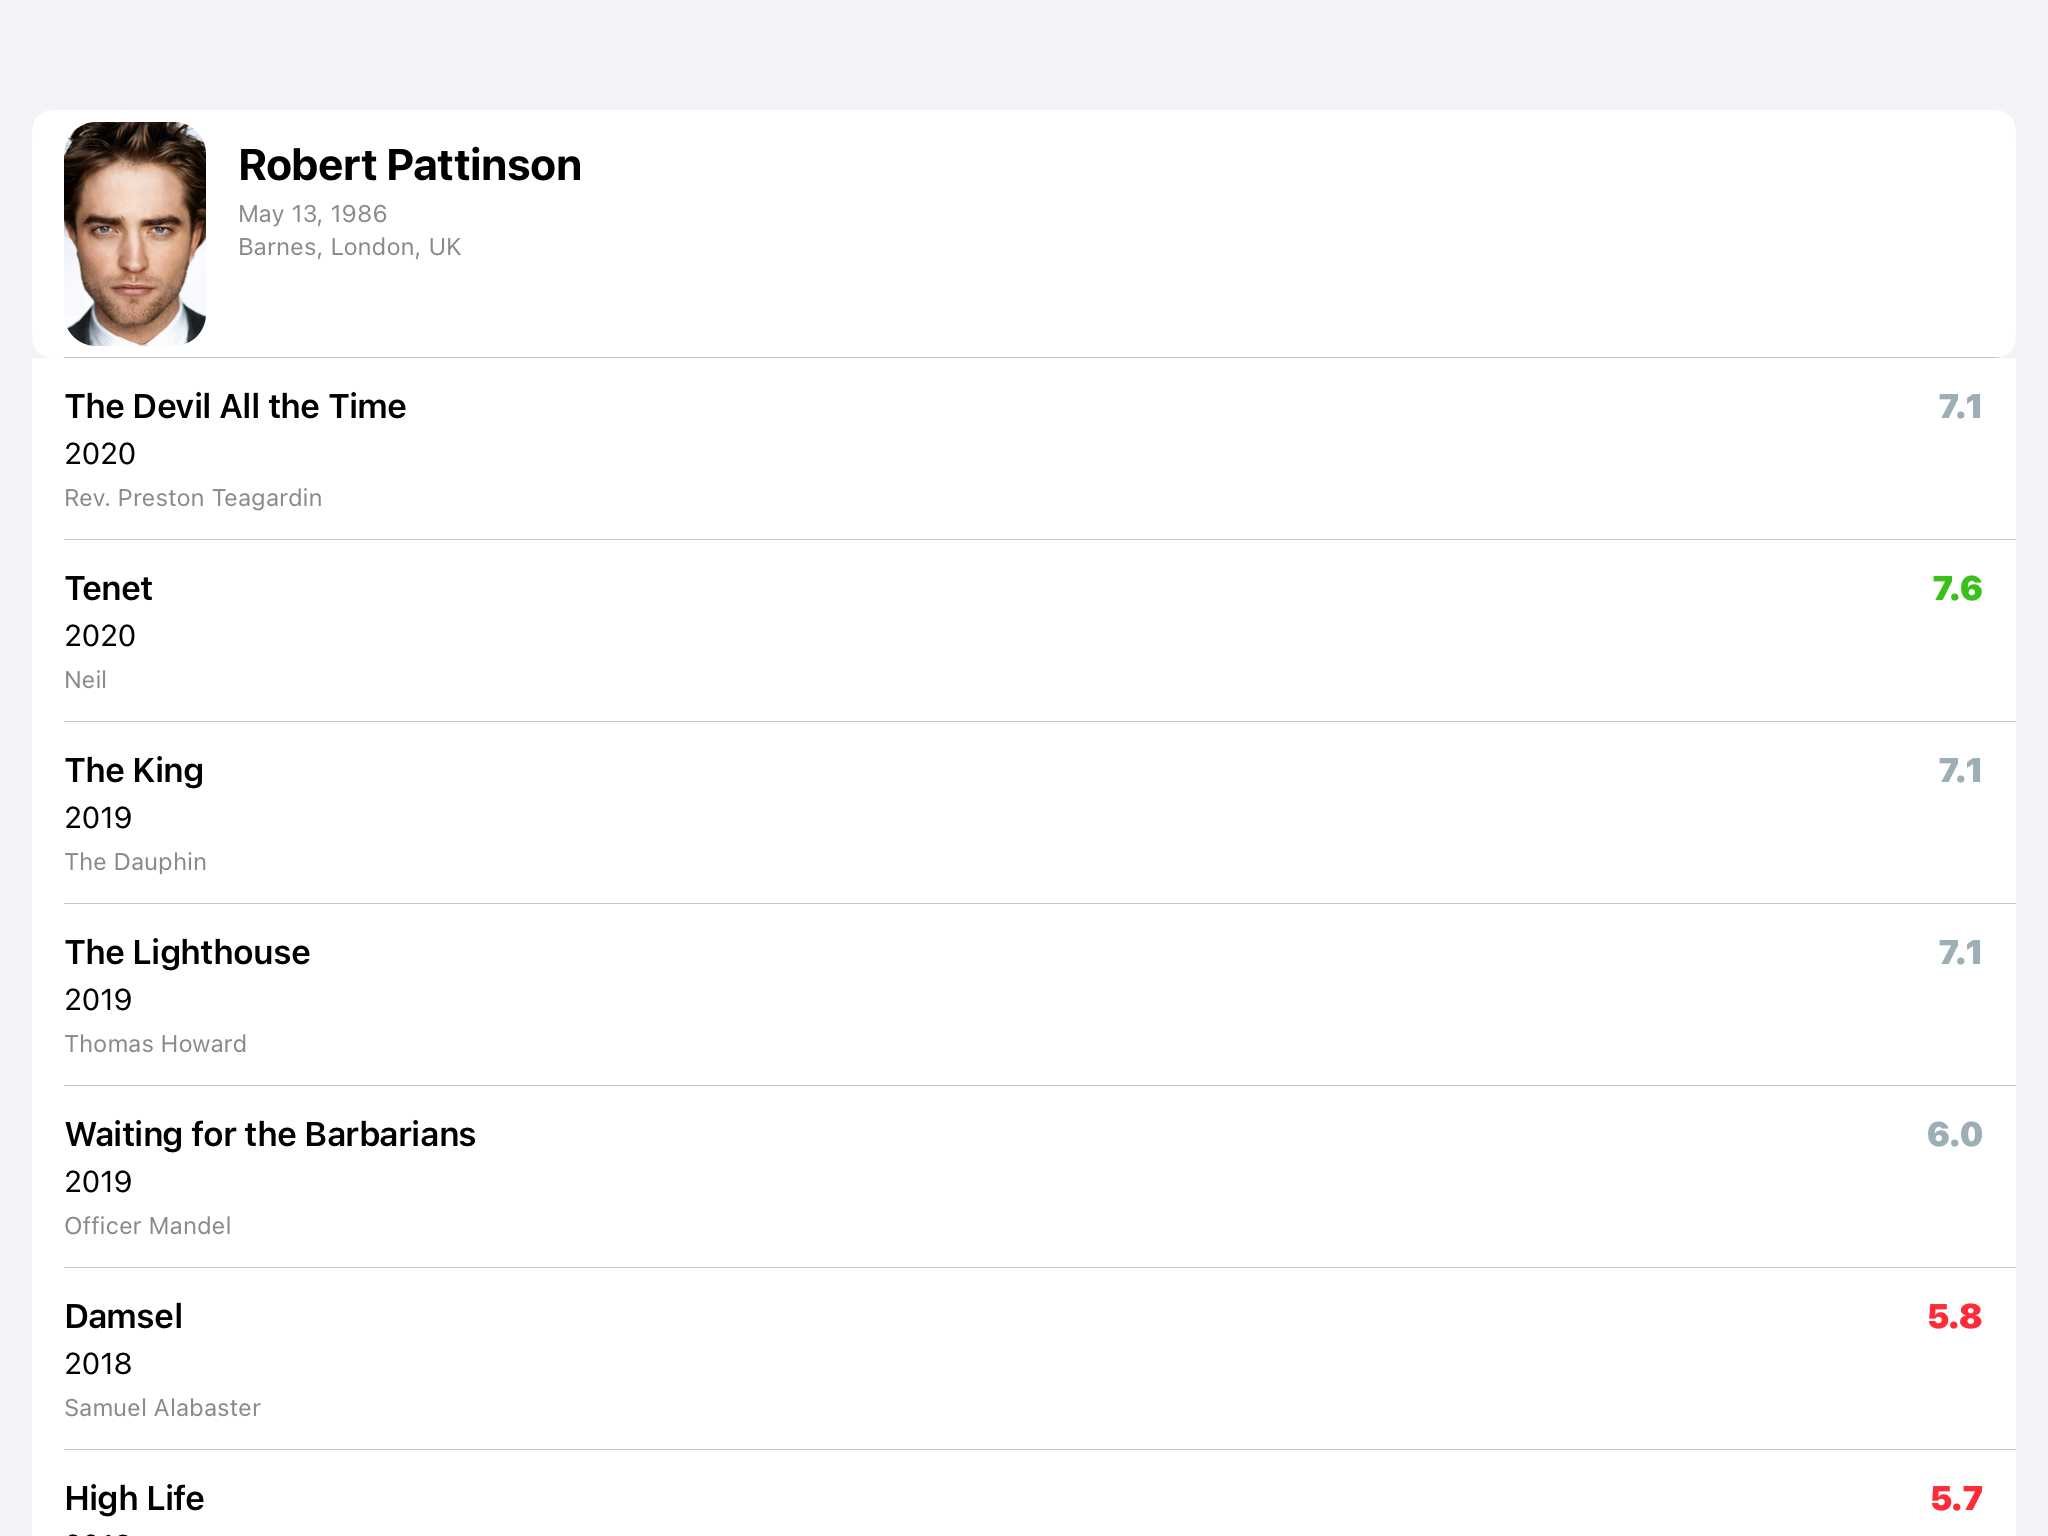 Robert Pattinson
May 13, 1986
Barnes, London, UK
The Devil All the Time
7.1
2020
Rev. Preston Teagardin
Tenet
7.6
2020
Neil
The King
7.1
2019
The Dauphin
The Lighthouse
7.1
2019
Thomas Howard
Waiting for the Barbarians
6.0
2019
Officer Mandel
Damsel
5.8
2018
Samuel Alabaster
High Life
5.7